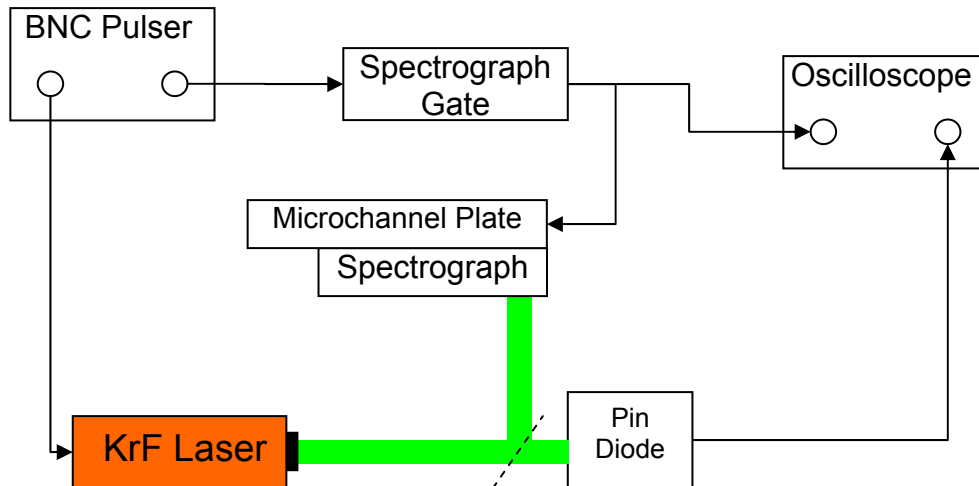 BNC Pulser
Spectrograph
Gate
Oscilloscope
Microchannel Plate
Spectrograph
KrF Laser
Pin
Diode